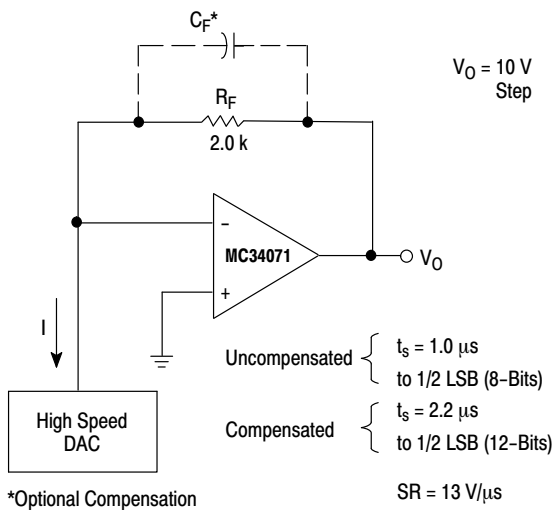 C_F*
V_O = 10 V
Step
R_F
2.0 k
−
MC34071
+
V_O
I
Uncompensated
t_s = 1.0 µs
to 1/2 LSB (8−Bits)
Compensated
t_s = 2.2 µs
to 1/2 LSB (12−Bits)
High Speed
DAC
*Optional Compensation
SR = 13 V/µs